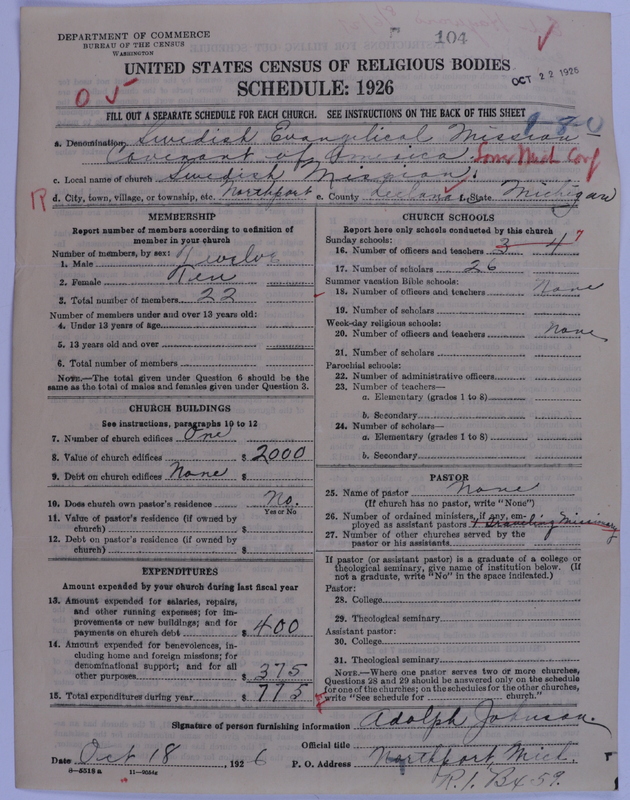 DEPARTMENT OF COMMERCE
BUREAU OF THE CENSUS
WASHINGTON
104
UNITED STATES CENSUS OF RELIGIOUS BODIES
OCT 22 1926
SCHEDULE: 1926
FILL OUT A SEPARATE SCHEDULE FOR EACH CHURCH. SEE INSTRUCTIONS ON THE BACK OF THIS SHEET
1-8-0
a. Denomination Swedish Evangelical Mission
Covenant of America
c. Local name of church Swedish Mission.
d. City, town, village, or township, etc. Northport e. County Leelanau f. State Michigan
MEMBERSHIP
Report number of members according to definition of
member in your church
Number of members, by sex:
1. Male Twelve
2. Female Ten
3. Total number of members 22
Number of members under and over 13 years old:
4. Under 13 years of age
5. 13 years old and over
6. Total number of members
NOTE.—The total given under Question 6 should be the
same as the total of males and females given under Question 3.
CHURCH BUILDINGS
See instructions, paragraphs 10 to 12
7. Number of church edifices One
8. Value of church edifices $ 2000
9. Debt on church edifices None $
10. Does church own pastor's residence No.
Yes or No
11. Value of pastor's residence (if owned by
church) $
12. Debt on pastor's residence (if owned by
church) $
EXPENDITURES
Amount expended by your church during last fiscal year
13. Amount expended for salaries, repairs,
and other running expenses; for im-
provements or new buildings; and for
payments on church debt $ 400
14. Amount expended for benevolences, in-
cluding home and foreign missions; for
denominational support; and for all
other purposes $ 375
15. Total expenditures during year $ 775
CHURCH SCHOOLS
Report here only schools conducted by this church
Sunday schools:
16. Number of officers and teachers 3 4 7
17. Number of scholars 26
Summer vacation Bible schools:
18. Number of officers and teachers None
19. Number of scholars
Week-day religious schools:
20. Number of officers and teachers None
21. Number of scholars
Parochial schools:
22. Number of administrative officers
23. Number of teachers—
a. Elementary (grades 1 to 8)
b. Secondary
24. Number of scholars—
a. Elementary (grades 1 to 8)
b. Secondary
PASTOR
25. Name of pastor None
(If church has no pastor, write "None")
26. Number of ordained ministers, if any, em-
ployed as assistant pastors 1 Traveling Missionary
27. Number of other churches served by the
pastor or his assistants
If pastor (or assistant pastor) is a graduate of a college or
theological seminary, give name of institution below. (If
not a graduate, write "No" in the space indicated.)
Pastor:
28. College
29. Theological seminary
Assistant pastor:
30. College
31. Theological seminary
NOTE.—Where one pastor serves two or more churches,
Questions 28 and 29 should be answered only on the schedule
for one of the churches; on the schedules for the other churches,
write "See schedule for church."
Signature of person furnishing information Adolph Johnson.
Official title
Date Oct 18, 1926 P. O. Address Northport, Mich.
8—5518a 11—9054g
R. 1. Bx 59.